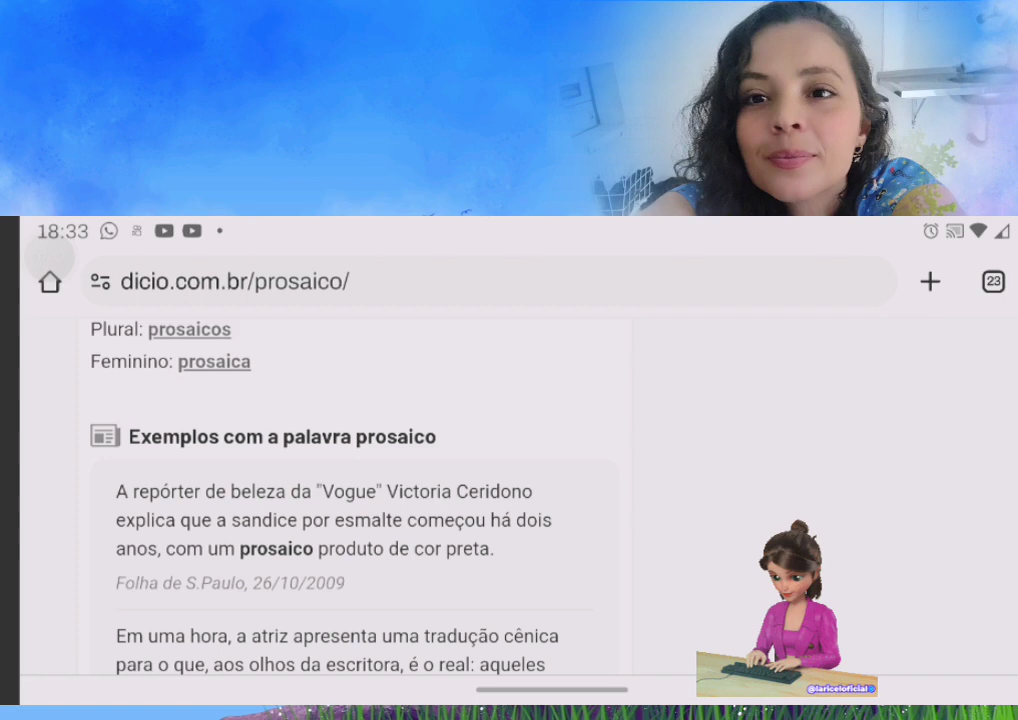 18:33
dicio.com.br/prosaico/
23
Plural: prosaicos
Feminino: prosaica
Exemplos com a palavra prosaico
A repórter de beleza da "Vogue" Victoria Ceridono
explica que a sandice por esmalte começou há dois
anos, com um prosaico produto de cor preta.
Folha de S.Paulo, 26/10/2009
Em uma hora, a atriz apresenta uma tradução cênica
para o que, aos olhos da escritora, é o real: aqueles
@lariceloficial